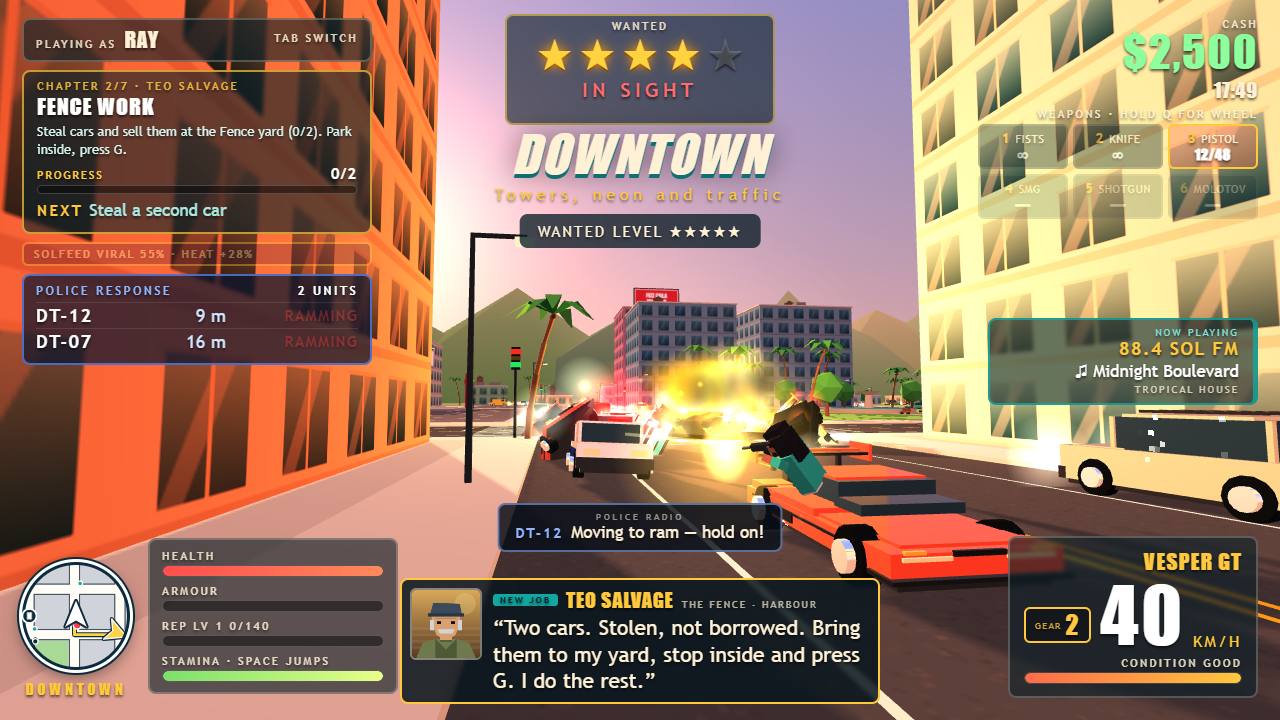 PLAYING AS RAY
TAB SWITCH
CHAPTER 2/7 · TEO SALVAGE
FENCE WORK
Steal cars and sell them at the Fence yard (0/2). Park
inside, press G.
PROGRESS 0/2
NEXT Steal a second car
SOLFEED VIRAL 55% · HEAT +28%
POLICE RESPONSE 2 UNITS
DT-12 9 m RAMMING
DT-07 16 m RAMMING
WANTED
IN SIGHT
DOWNTOWN
Towers, neon and traffic
WANTED LEVEL ★★★★★
CASH
$2,500
17:49
WEAPONS · HOLD Q FOR WHEEL
1 FISTS ∞
2 KNIFE ∞
3 PISTOL 12/48
4 SMG —
5 SHOTGUN —
6 MOLOTOV —
NOW PLAYING
88.4 SOL FM
♫ Midnight Boulevard
TROPICAL HOUSE
POLICE RADIO
DT-12 Moving to ram — hold on!
HEALTH
ARMOUR
REP LV 1 0/140
STAMINA · SPACE JUMPS
DOWNTOWN
NEW JOB TEO SALVAGE THE FENCE · HARBOUR
“Two cars. Stolen, not borrowed. Bring
them to my yard, stop inside and press
G. I do the rest.”
VESPER GT
GEAR 2
40 KM/H
CONDITION GOOD